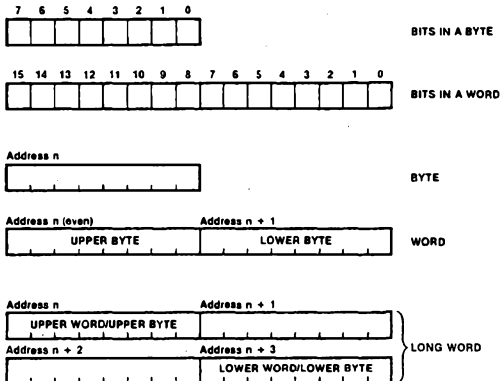 7 6 5 4 3 2 1 0
BITS IN A BYTE
15 14 13 12 11 10 9 8 7 6 5 4 3 2 1 0
BITS IN A WORD
Address n
BYTE
Address n (even) Address n + 1
UPPER BYTE LOWER BYTE WORD
Address n Address n + 1
UPPER WORD/UPPER BYTE
LONG WORD
Address n + 2 Address n + 3
LOWER WORD/LOWER BYTE